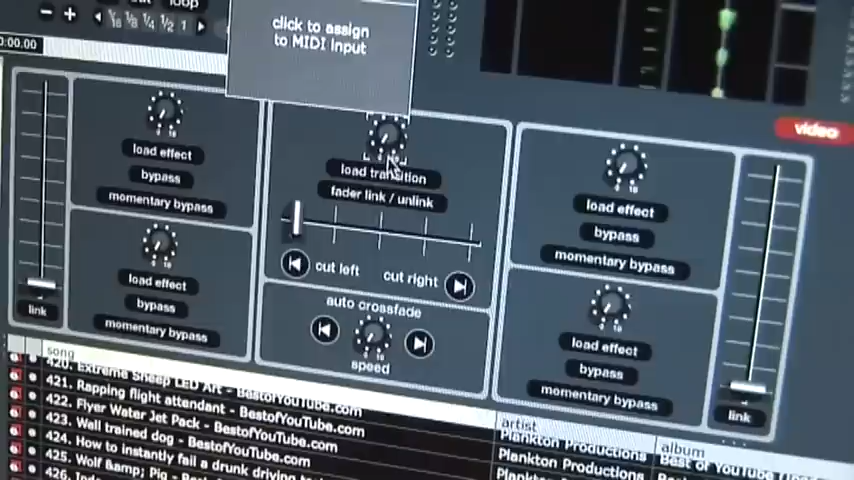 loop
1/8 1/4 1/2 1
0:00.00
click to assign
to MIDI input
video
load effect
bypass
momentary bypass
load transition
fader link / unlink
load effect
bypass
momentary bypass
cut left
cut right
load effect
bypass
momentary bypass
link
auto crossfade
speed
load effect
bypass
momentary bypass
link
song
artist
album
420. Extreme Sheep LED Art - BestofYouTube.com
421. Rapping flight attendant - BestofYouTube.com
422. Flyer Water Jet Pack - BestofYouTube.com
423. Wall trained dog - BestofYouTube.com
424. How to instantly fail a drunk driving
425. Wolf &amp; Pig - Best
426.
Plankton Productions
Plankton Productions
Plankton Productions
Best of YouTube